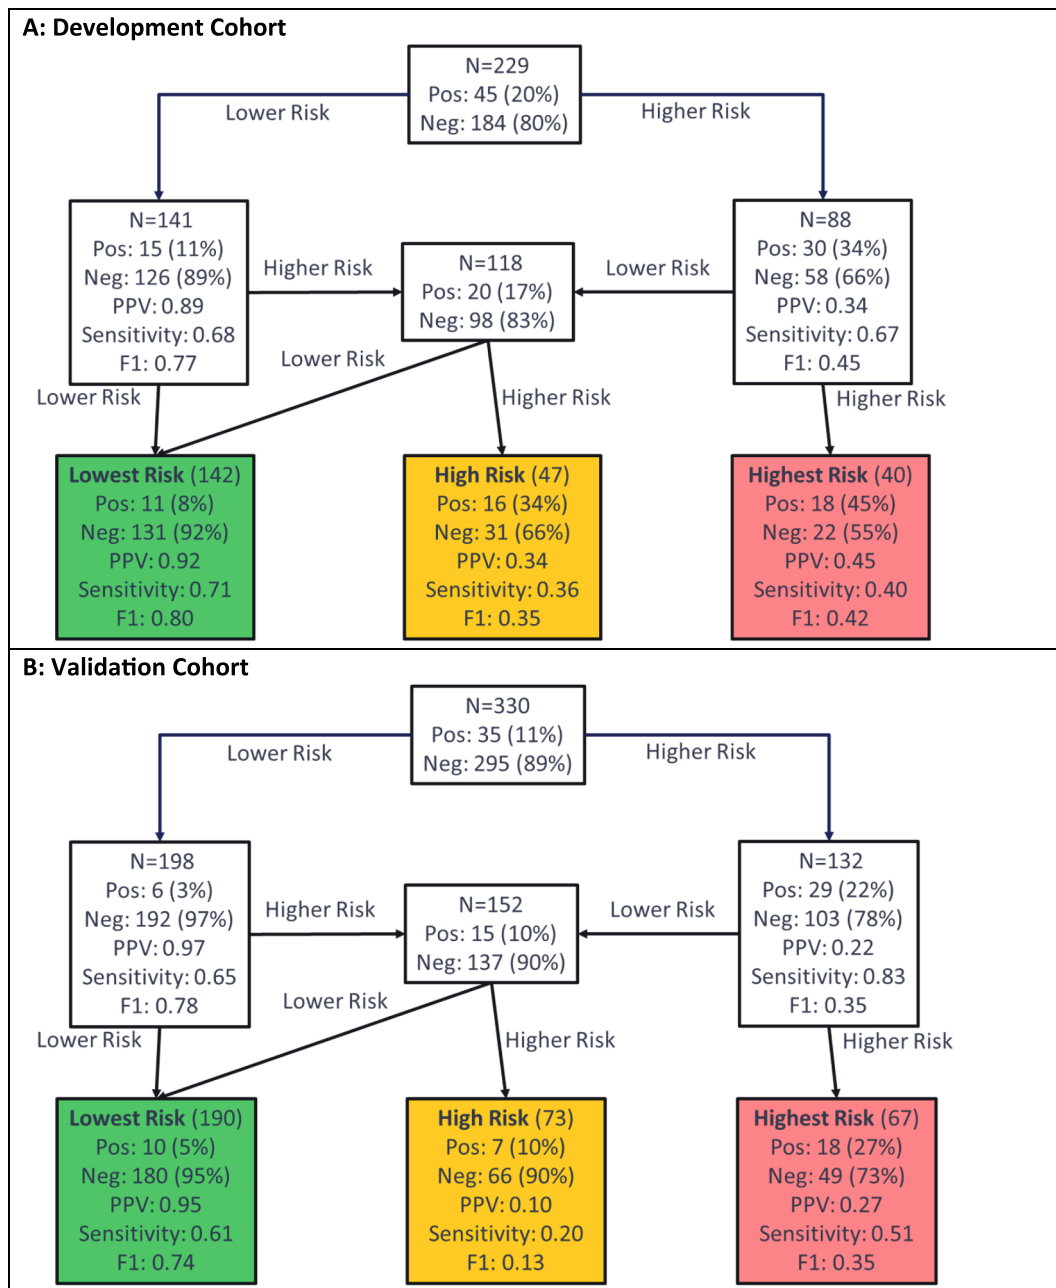 A: Development Cohort
N=229
Pos: 45 (20%)
Neg: 184 (80%)
Lower Risk
Higher Risk
N=141
Pos: 15 (11%)
Neg: 126 (89%)
PPV: 0.89
Sensitivity: 0.68
F1: 0.77
Higher Risk
N=118
Pos: 20 (17%)
Neg: 98 (83%)
Lower Risk
N=88
Pos: 30 (34%)
Neg: 58 (66%)
PPV: 0.34
Sensitivity: 0.67
F1: 0.45
Lower Risk
Lower Risk
Higher Risk
Higher Risk
Lowest Risk (142)
Pos: 11 (8%)
Neg: 131 (92%)
PPV: 0.92
Sensitivity: 0.71
F1: 0.80
High Risk (47)
Pos: 16 (34%)
Neg: 31 (66%)
PPV: 0.34
Sensitivity: 0.36
F1: 0.35
Highest Risk (40)
Pos: 18 (45%)
Neg: 22 (55%)
PPV: 0.45
Sensitivity: 0.40
F1: 0.42
B: Validation Cohort
N=330
Pos: 35 (11%)
Neg: 295 (89%)
Lower Risk
Higher Risk
N=198
Pos: 6 (3%)
Neg: 192 (97%)
PPV: 0.97
Sensitivity: 0.65
F1: 0.78
Higher Risk
N=152
Pos: 15 (10%)
Neg: 137 (90%)
Lower Risk
N=132
Pos: 29 (22%)
Neg: 103 (78%)
PPV: 0.22
Sensitivity: 0.83
F1: 0.35
Lower Risk
Lower Risk
Higher Risk
Higher Risk
Lowest Risk (190)
Pos: 10 (5%)
Neg: 180 (95%)
PPV: 0.95
Sensitivity: 0.61
F1: 0.74
High Risk (73)
Pos: 7 (10%)
Neg: 66 (90%)
PPV: 0.10
Sensitivity: 0.20
F1: 0.13
Highest Risk (67)
Pos: 18 (27%)
Neg: 49 (73%)
PPV: 0.27
Sensitivity: 0.51
F1: 0.35